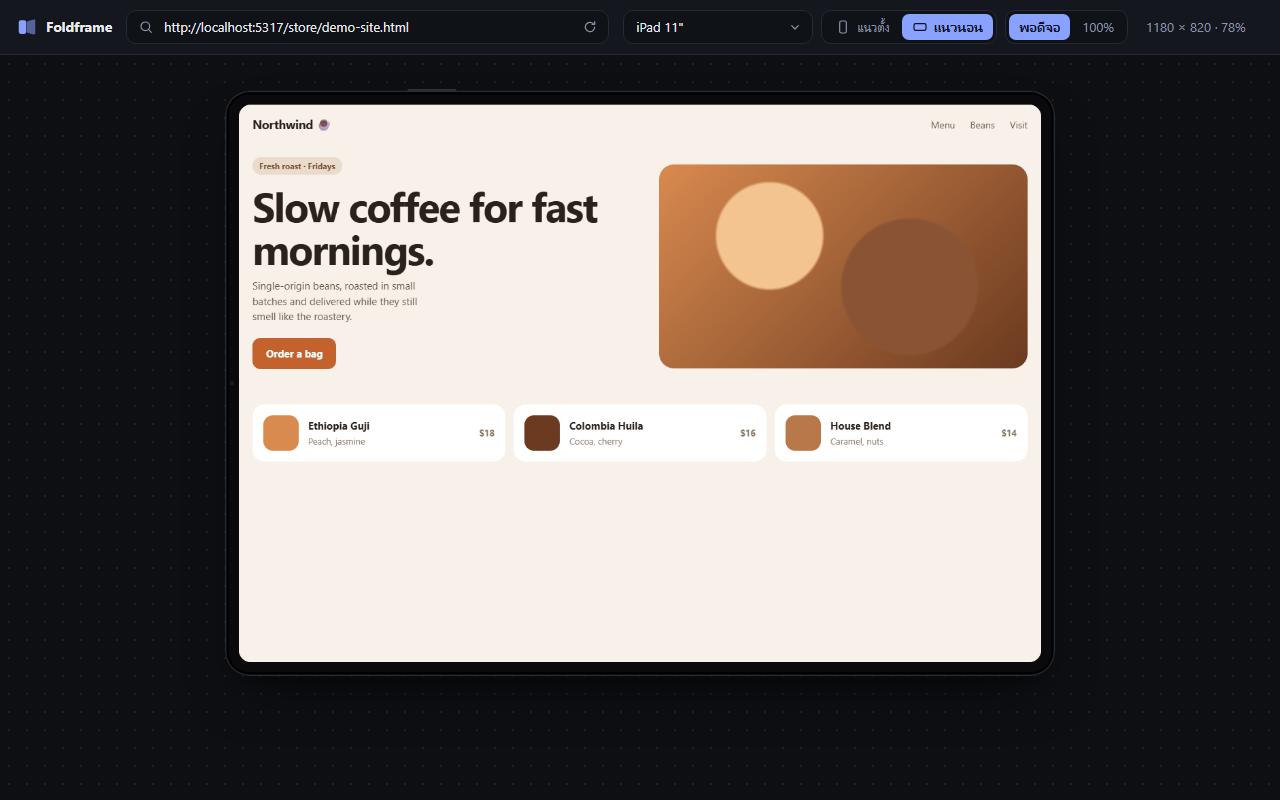 Foldframe
http://localhost:5317/store/demo-site.html
iPad 11"
แนวตั้ง
แนวนอน
พอดีจอ
100%
1180 × 820 · 78%
Northwind
Menu
Beans
Visit
Fresh roast · Fridays
Slow coffee for fast
mornings.
Single-origin beans, roasted in small
batches and delivered while they still
smell like the roastery.
Order a bag
Ethiopia Guji
Peach, jasmine
$18
Colombia Huila
Cocoa, cherry
$16
House Blend
Caramel, nuts
$14